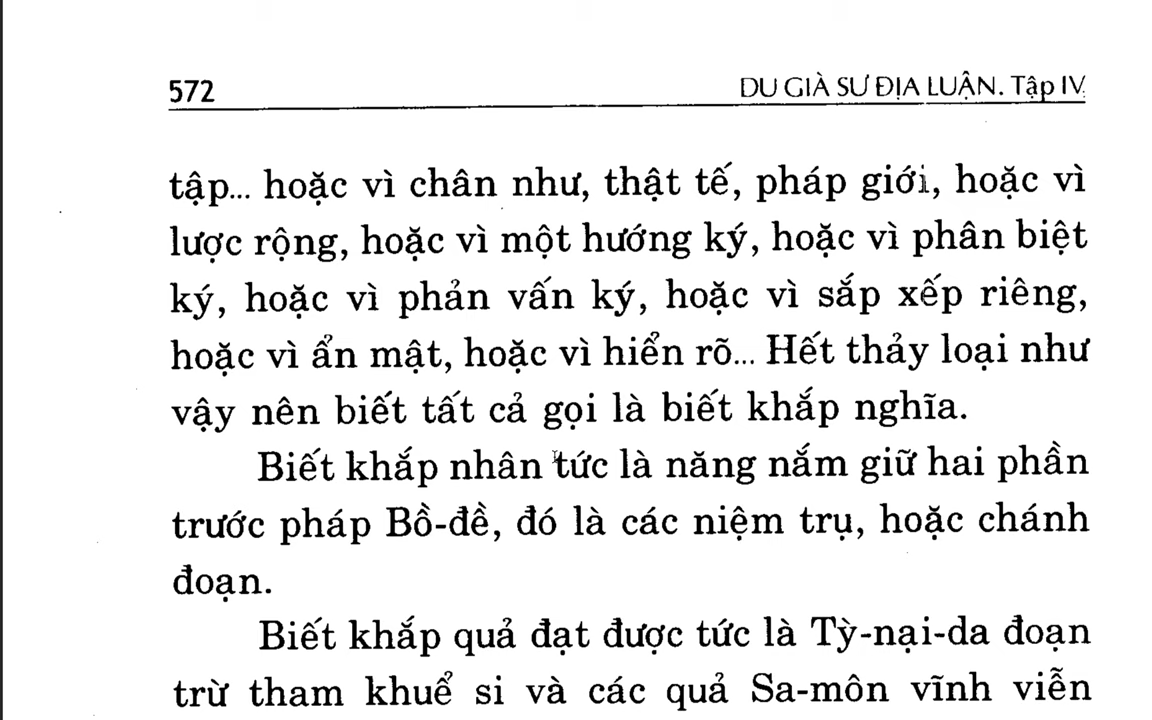 572
DU GIÀ SƯ ĐỊA LUẬN. Tập IV
tập... hoặc vì chân như, thật tế, pháp giới, hoặc vì
lược rộng, hoặc vì một hướng ký, hoặc vì phân biệt
ký, hoặc vì phản vấn ký, hoặc vì sắp xếp riêng,
hoặc vì ẩn mật, hoặc vì hiển rõ... Hết thảy loại như
vậy nên biết tất cả gọi là biết khắp nghĩa.
Biết khắp nhân tức là năng nắm giữ hai phần
trước pháp Bồ-đề, đó là các niệm trụ, hoặc chánh
đoạn.
Biết khắp quả đạt được tức là Tỳ-nại-da đoạn
trừ tham khuể si và các quả Sa-môn vĩnh viễn